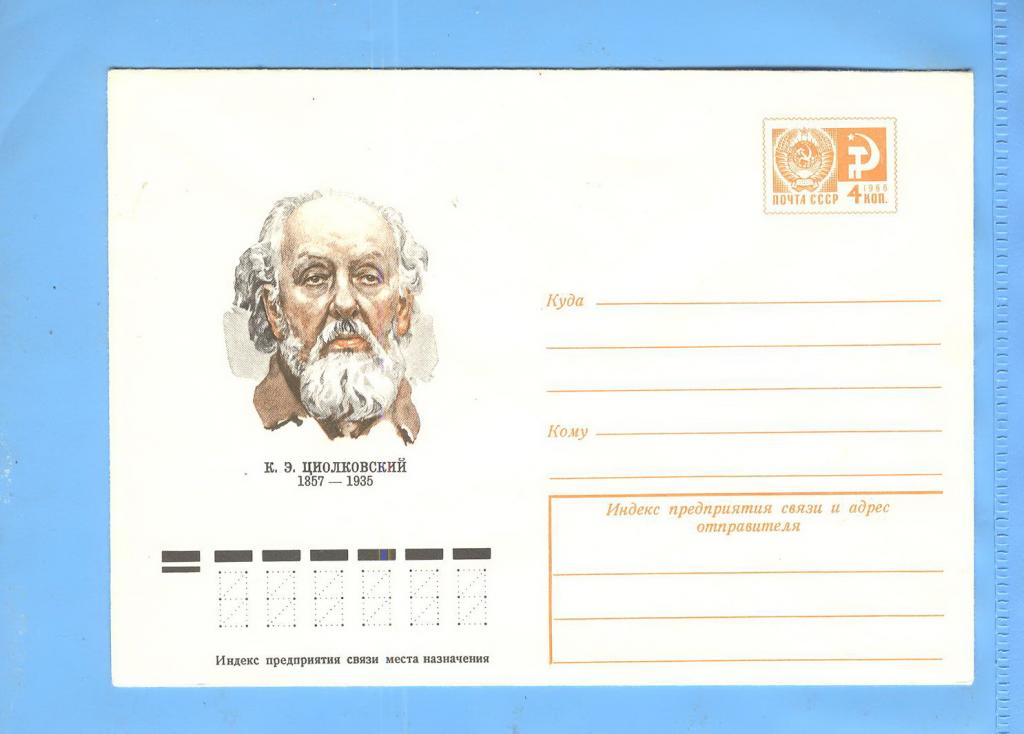 1966
ПОЧТА СССР 4 КОП.
Куда
Кому
К. Э. ЦИОЛКОВСКИЙ
1857 — 1935
Индекс предприятия связи и адрес
отправителя
Индекс предприятия связи места назначения